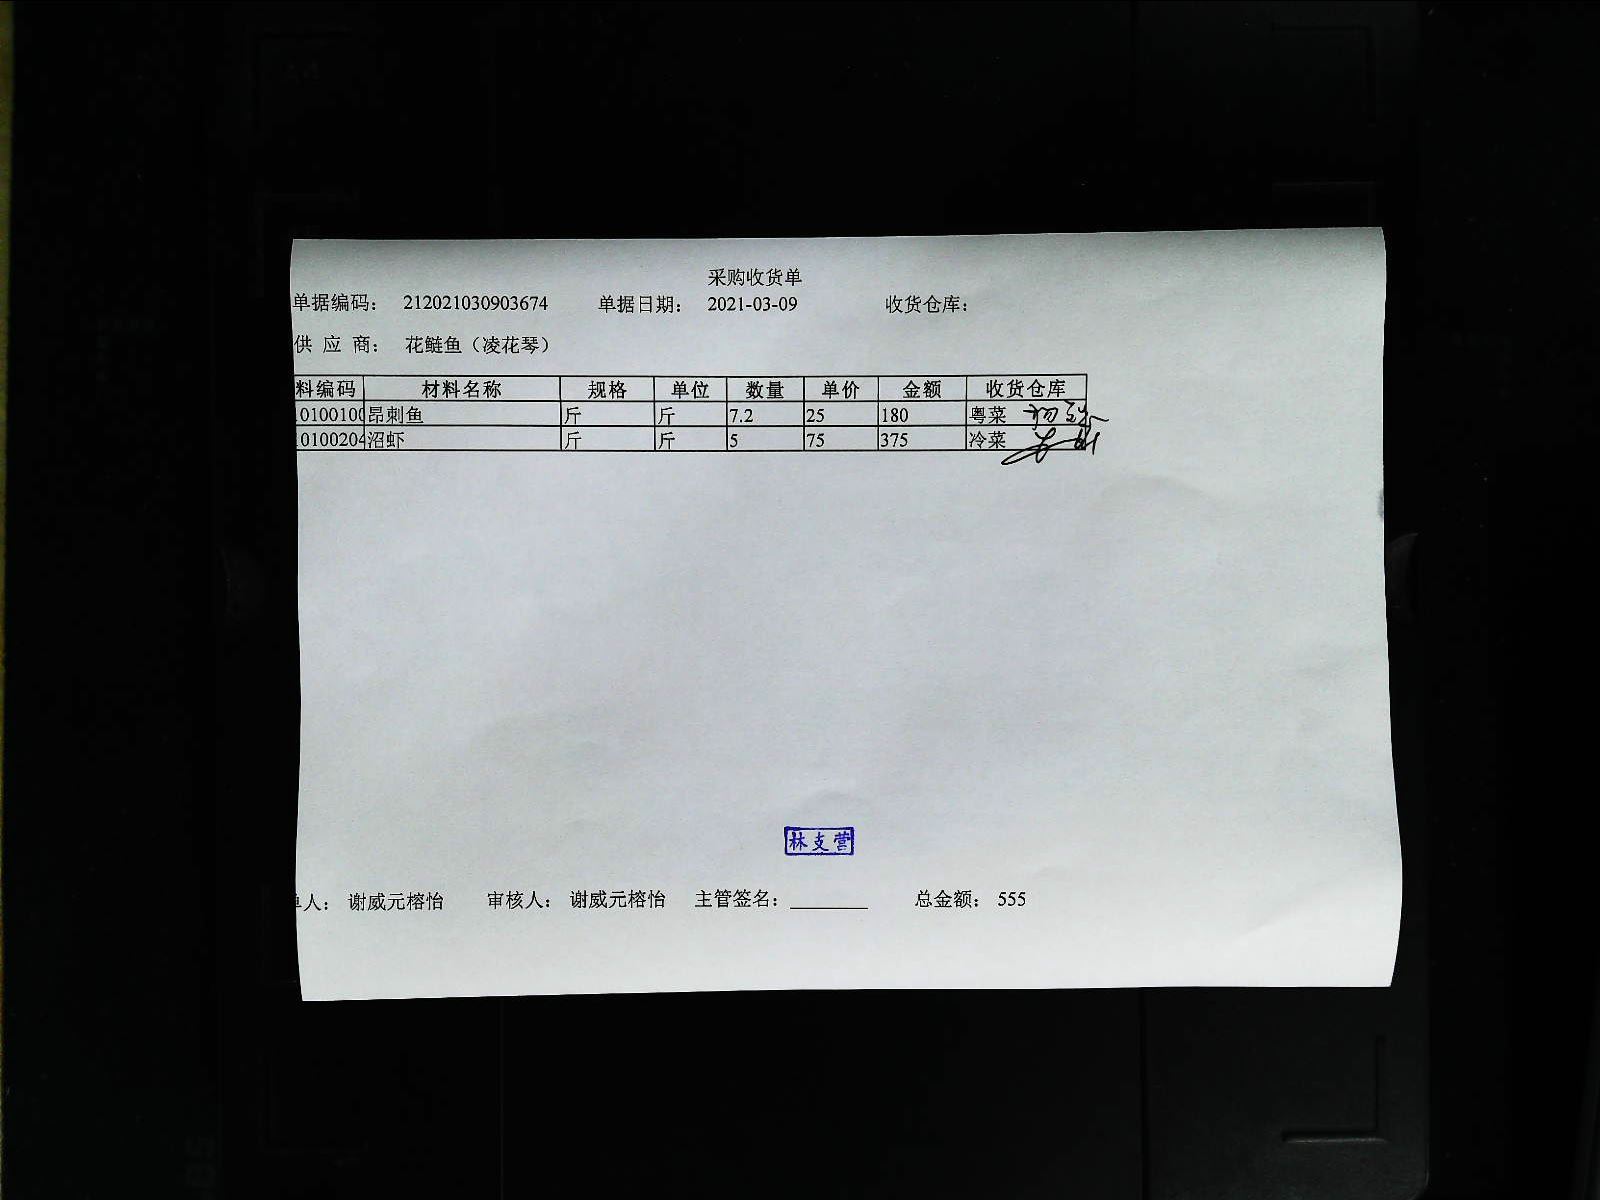 采购收货单
单据编码： 212021030903674 单据日期： 2021-03-09 收货仓库：
供 应 商： 花鲢鱼（凌花琴）
料编码 材料名称 规格 单位 数量 单价 金额 收货仓库
10100100 昂刺鱼 斤 斤 7.2 25 180 粤菜
10100204 沼虾 斤 斤 5 75 375 冷菜
林支营
单人： 谢威元榕怡 审核人： 谢威元榕怡 主管签名：________ 总金额： 555